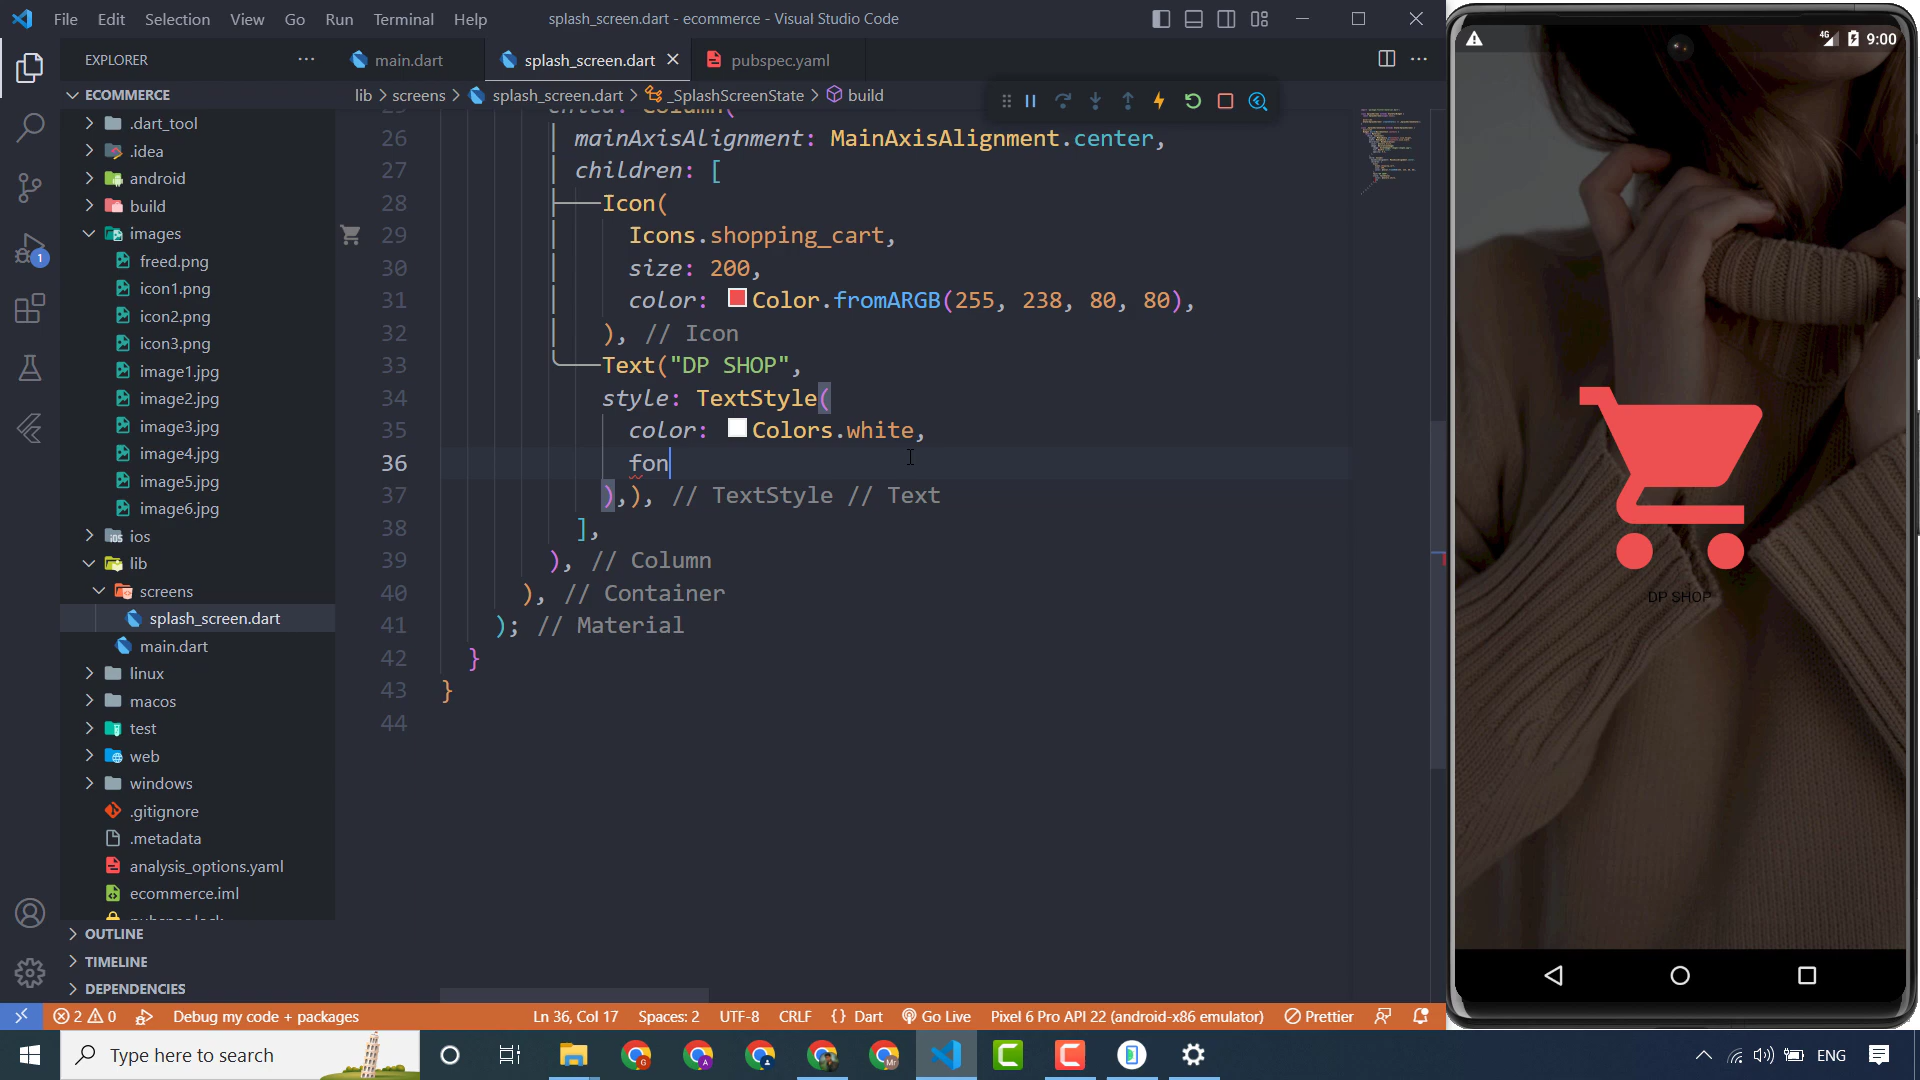 File Edit Selection View Go Run Terminal Help
splash_screen.dart - ecommerce - Visual Studio Code
EXPLORER
main.dart
splash_screen.dart
pubspec.yaml
lib > screens > splash_screen.dart > _SplashScreenState > build
ECOMMERCE
.dart_tool
.idea
android
build
images
freed.png
icon1.png
icon2.png
icon3.png
image1.jpg
image2.jpg
image3.jpg
image4.jpg
image5.jpg
image6.jpg
ios
lib
screens
splash_screen.dart
main.dart
linux
macos
test
web
windows
.gitignore
.metadata
analysis_options.yaml
ecommerce.iml
pubspec.lock
OUTLINE
TIMELINE
DEPENDENCIES
child: Column(
26 mainAxisAlignment: MainAxisAlignment.center,
27 children: [
28 Icon(
29 Icons.shopping_cart,
30 size: 200,
31 color: Color.fromARGB(255, 238, 80, 80),
32 ), // Icon
33 Text("DP SHOP",
34 style: TextStyle(
35 color: Colors.white,
36 fon
37 ),), // TextStyle // Text
38 ],
39 ), // Column
40 ), // Container
41 ); // Material
42 }
43 }
44
4G 9:00
DP SHOP
1
2 0 Debug my code + packages
Ln 36, Col 17 Spaces: 2 UTF-8 CRLF {} Dart Go Live Pixel 6 Pro API 22 (android-x86 emulator) Prettier
Type here to search
ENG